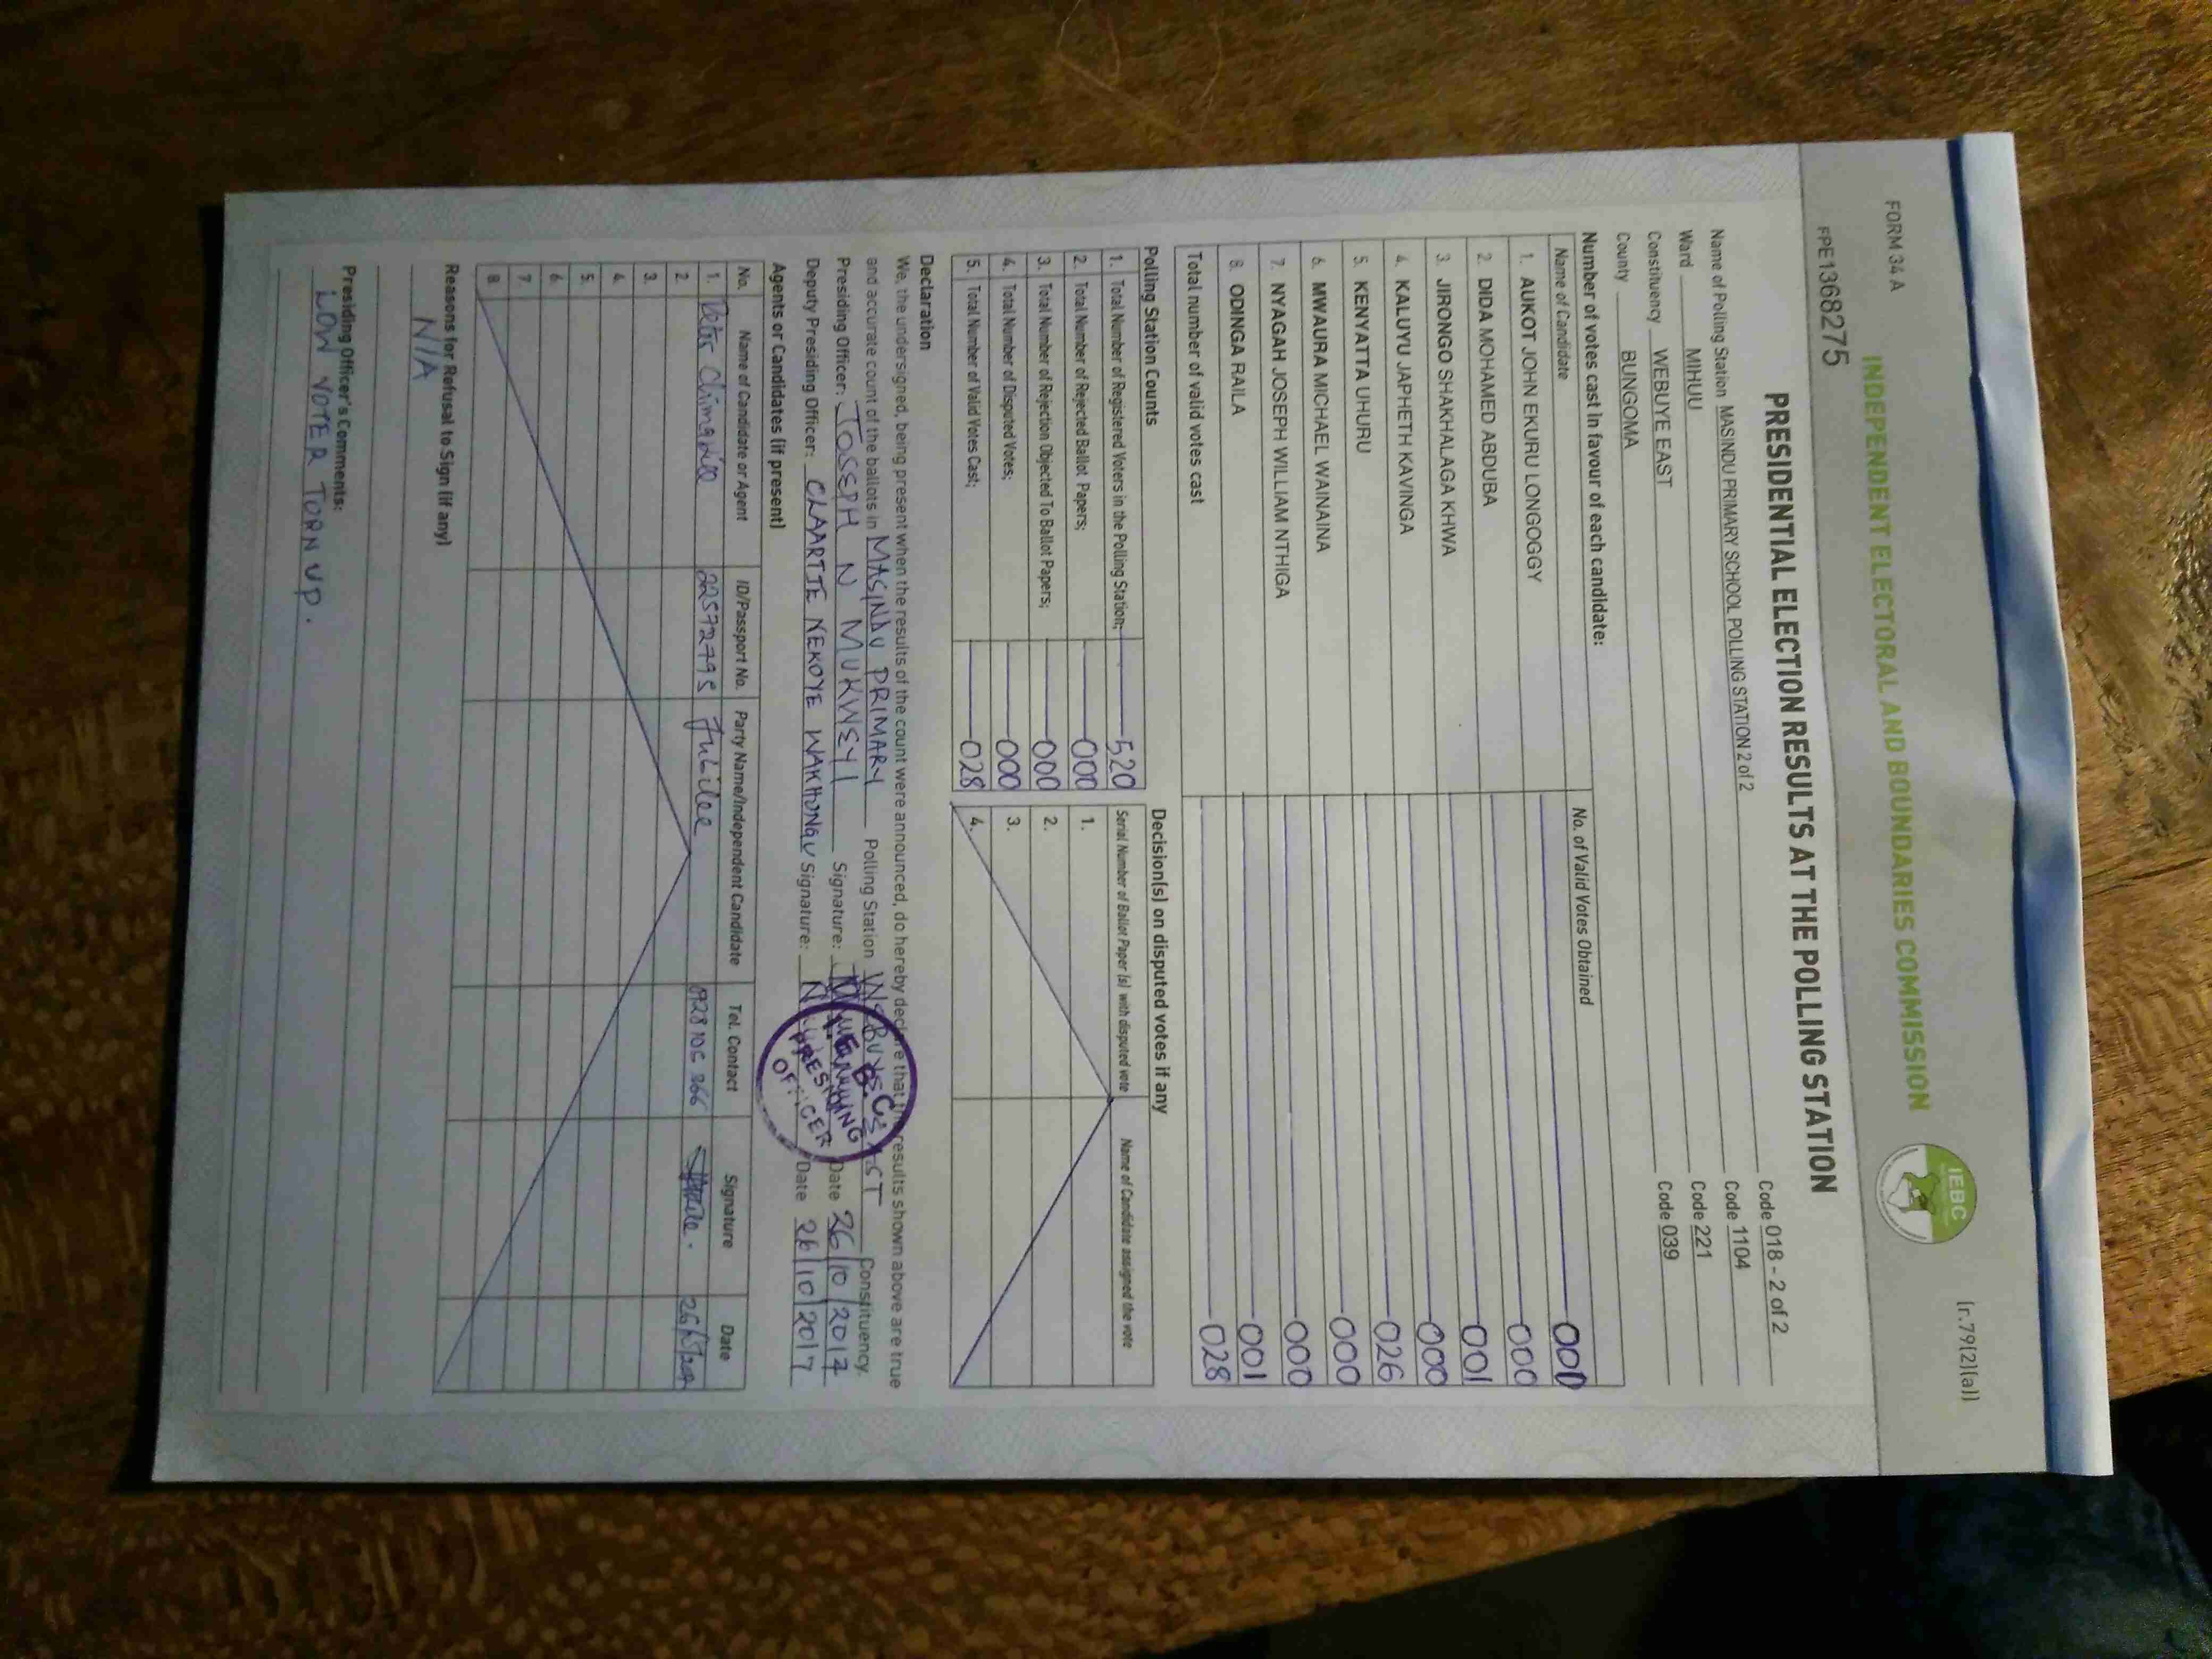 FORM 34 A
(r.79(2)(a))
INDEPENDENT ELECTORAL AND BOUNDARIES COMMISSION
IEBC
FPE1368275
PRESIDENTIAL ELECTION RESULTS AT THE POLLING STATION
Name of Polling Station MASINDU PRIMARY SCHOOL POLLING STATION 2 of 2 Code 018 - 2 of 2
Ward MIHUU Code 1104
Constituency WEBUYE EAST Code 221
County BUNGOMA Code 039
Number of votes cast in favour of each candidate:
Name of Candidate No. of Valid Votes Obtained
1. AUKOT JOHN EKURU LONGOGGY 000
2. DIDA MOHAMED ABDUBA 000
3. JIRONGO SHAKHALAGA KHWA 001
4. KALUYU JAPHETH KAVINGA 000
5. KENYATTA UHURU 026
6. MWAURA MICHAEL WAINAINA 000
7. NYAGAH JOSEPH WILLIAM NTHIGA 000
8. ODINGA RAILA 001
Total number of valid votes cast 028
Polling Station Counts
1. Total Number of Registered Voters in the Polling Station; 520
2. Total Number of Rejected Ballot Papers; 000
3. Total Number of Rejection Objected To Ballot Papers; 000
4. Total Number of Disputed Votes; 000
5. Total Number of Valid Votes Cast; 028
Decision(s) on disputed votes if any
Serial Number of Ballot Paper (s) with disputed vote Name of Candidate assigned the vote
1.
2.
3.
4.
Declaration
We, the undersigned, being present when the results of the count were announced, do hereby declare that the results shown above are true
and accurate count of the ballots in MASINDU PRIMARY Polling Station WEBUYE EAST Constituency.
Presiding Officer: JOSEPH N MUKWEYI Signature: Date 26/10/2017
Deputy Presiding Officer: CLAARTIE NEKOYE WAKHUNGU Signature: Date 26/10/2017
PRESIDING
OFFICER
Agents or Candidates (if present)
No. Name of Candidate or Agent ID/Passport No. Party Name/Independent Candidate Tel. Contact Signature Date
1. 22572795 Jubilee
2.
3.
4.
5.
6.
7.
8.
Reasons for Refusal to Sign (if any)
N/A
Presiding Officer's Comments:
LOW VOTER TURN UP.